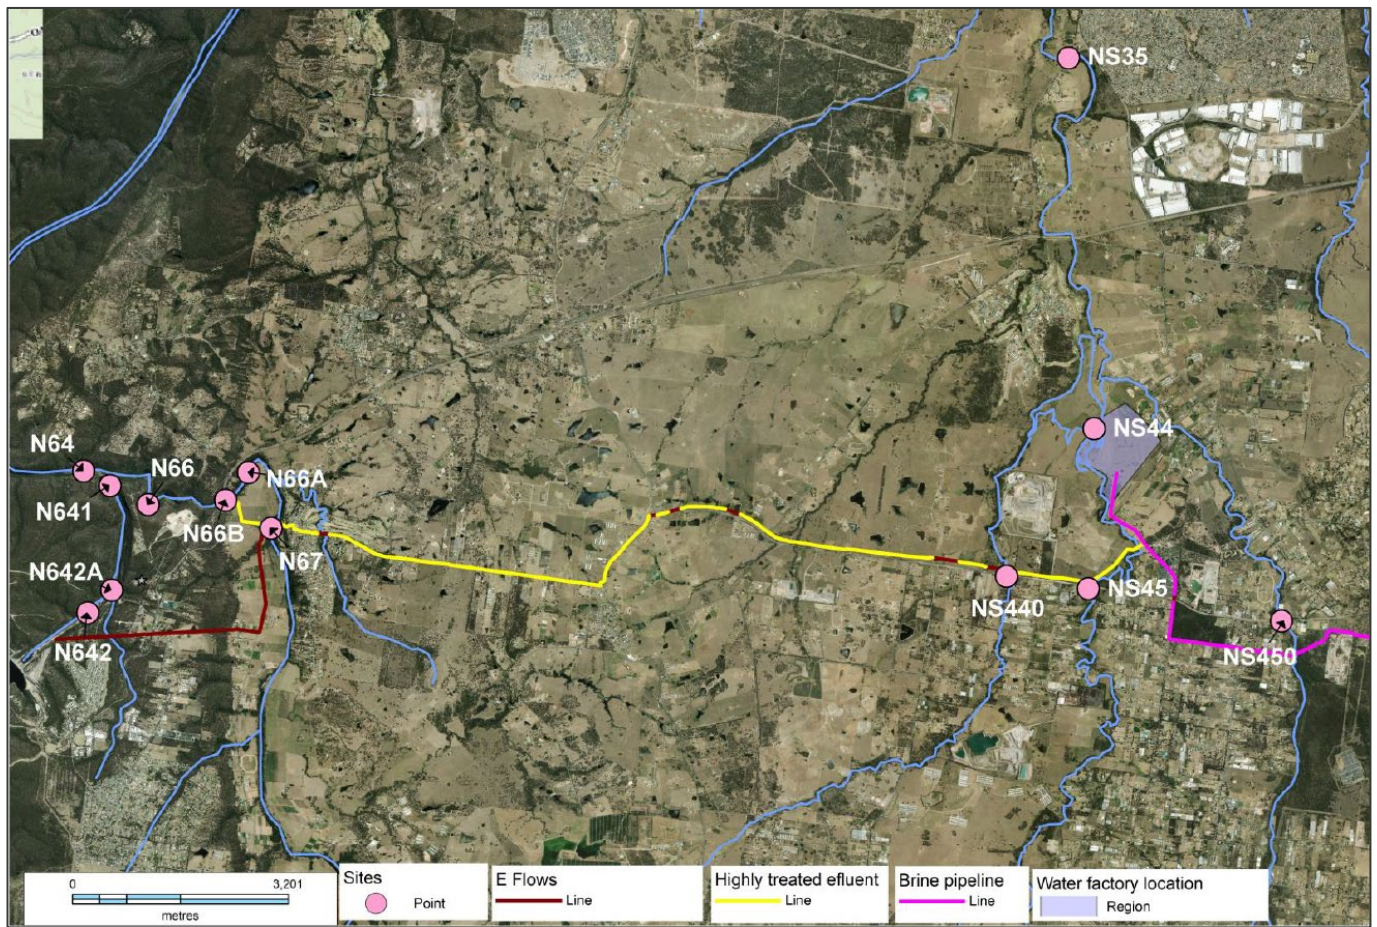 NS35
NS44
N64
N66
N66A
N641
N66B
N67
N642A
NS440
NS45
N642
NS450
0 3,201
metres
Sites
Point
E Flows
Line
Highly treated efluent
Line
Brine pipeline
Line
Water factory location
Region